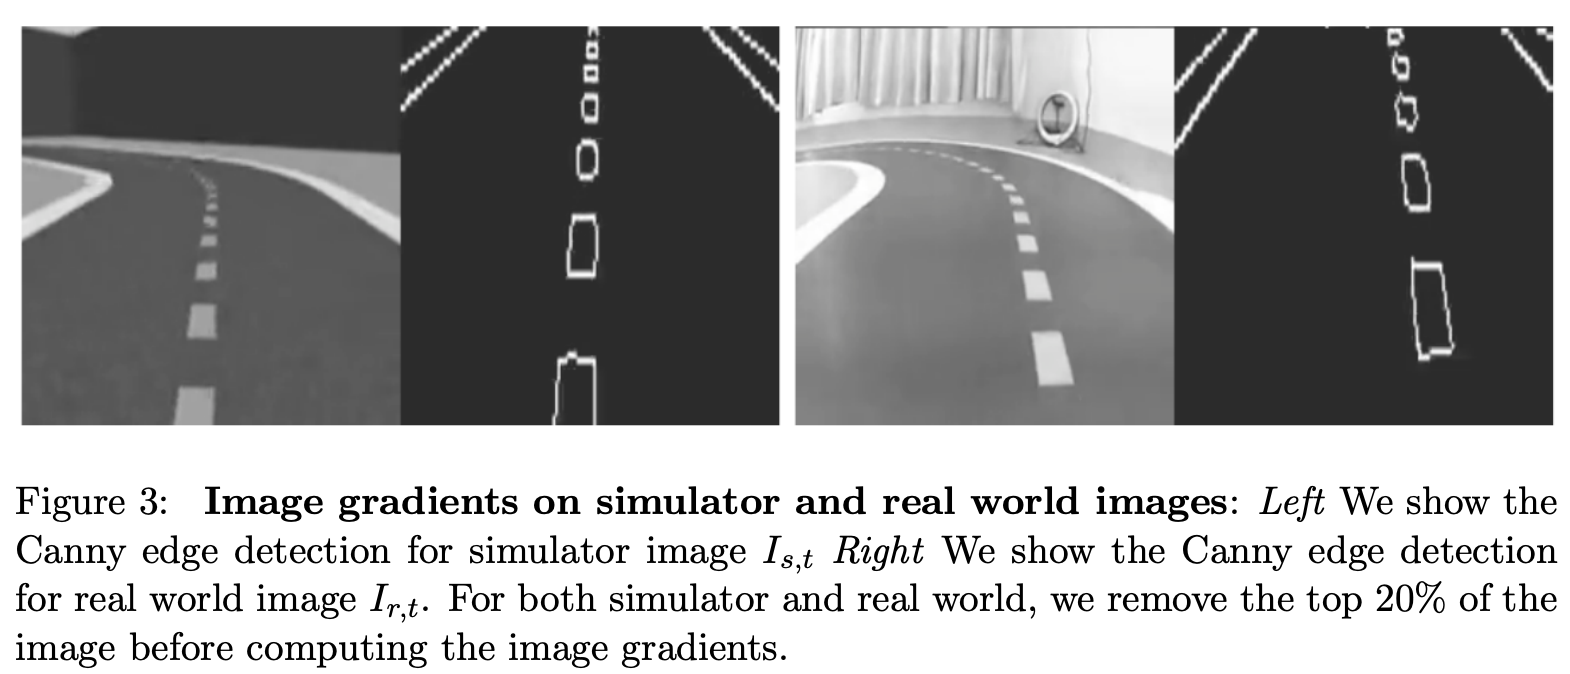 Figure 3: Image gradients on simulator and real world images: Left We show the
Canny edge detection for simulator image I_{s,t} Right We show the Canny edge detection
for real world image I_{r,t}. For both simulator and real world, we remove the top 20% of the
image before computing the image gradients.